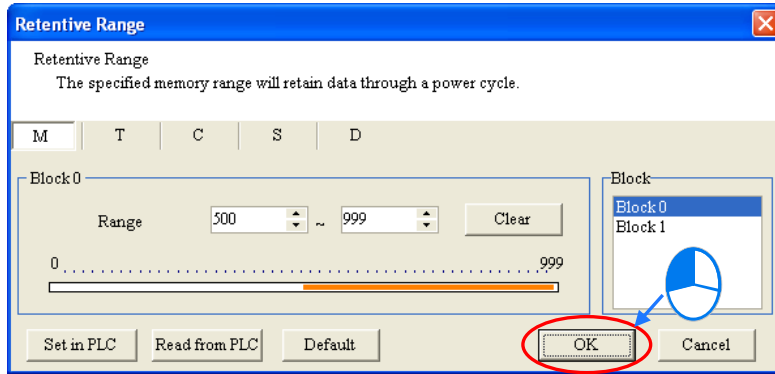 Retentive Range
Retentive Range
The specified memory range will retain data through a power cycle.
M T C S D
Block 0
Range 500 ~ 999 Clear
0 999
Block
Block 0
Block 1
Set in PLC Read from PLC Default OK Cancel